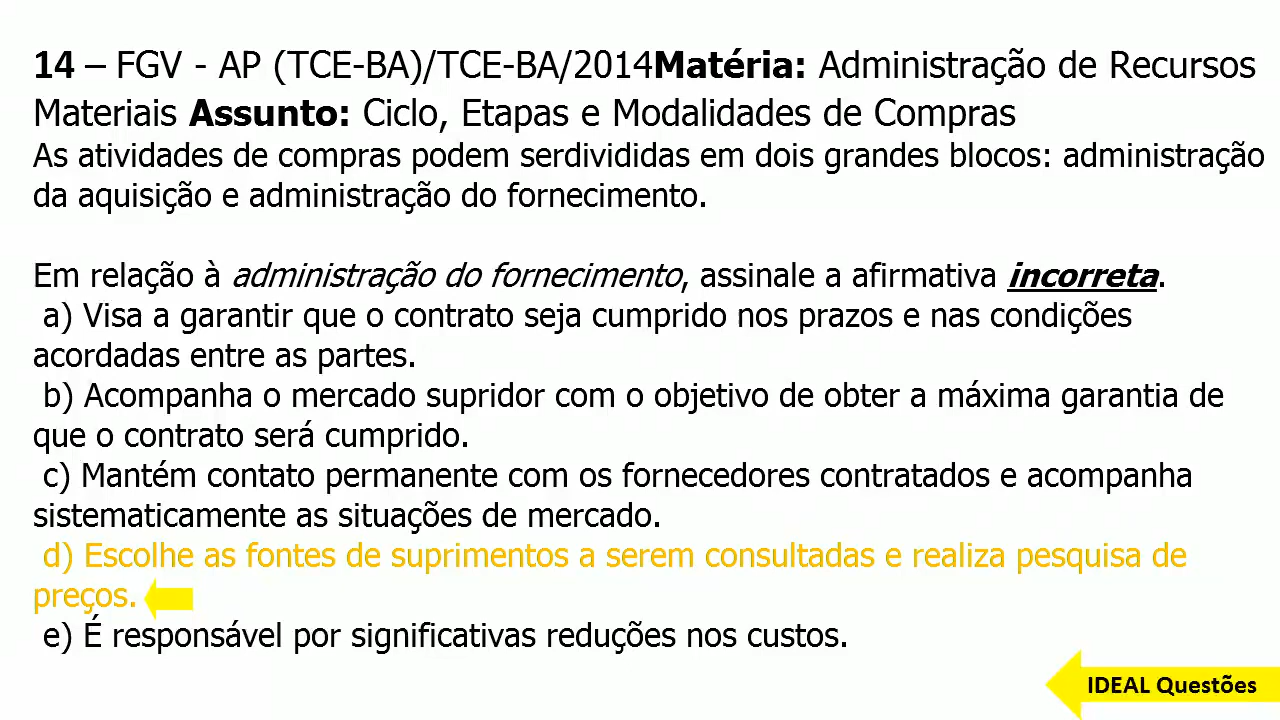 14 – FGV - AP (TCE-BA)/TCE-BA/2014Matéria: Administração de Recursos
Materiais Assunto: Ciclo, Etapas e Modalidades de Compras
As atividades de compras podem serdivididas em dois grandes blocos: administração
da aquisição e administração do fornecimento.
Em relação à administração do fornecimento, assinale a afirmativa incorreta.
a) Visa a garantir que o contrato seja cumprido nos prazos e nas condições
acordadas entre as partes.
b) Acompanha o mercado supridor com o objetivo de obter a máxima garantia de
que o contrato será cumprido.
c) Mantém contato permanente com os fornecedores contratados e acompanha
sistematicamente as situações de mercado.
d) Escolhe as fontes de suprimentos a serem consultadas e realiza pesquisa de
preços.
e) É responsável por significativas reduções nos custos.
IDEAL Questões